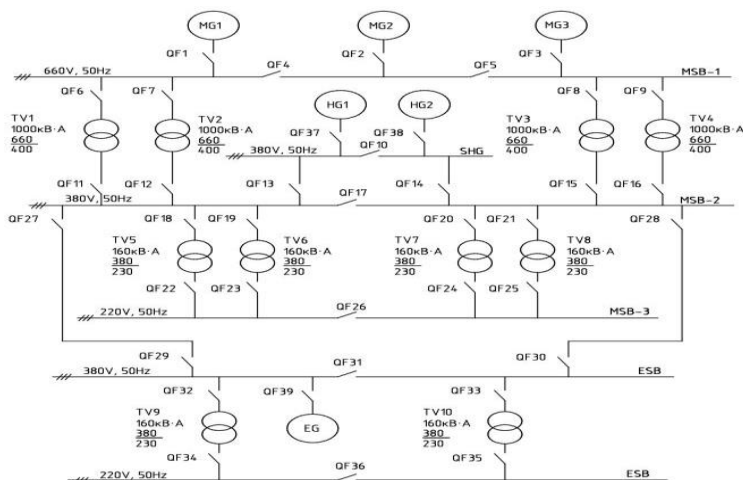 MG1 MG2 MG3
QF1 QF4 QF2 QF5 QF3
660V, 50Hz MSB-1
QF6 QF7 HG1 HG2 QF8 QF9
TV1 TV2 TV3 TV4
1000кВ·А 1000кВ·А 1000кВ·А 1000кВ·А
660 660 660 660
400 400 400 400
QF37 QF38
QF10
380V, 50Hz SHG
QF11 QF12 QF13 QF17 QF14 QF15 QF16
380V, 50Hz MSB-2
QF27 QF18 QF19 QF20 QF21 QF28
TV5 TV6 TV7 TV8
160кВ·А 160кВ·А 160кВ·А 160кВ·А
380 380 380 380
230 230 230 230
QF22 QF23 QF24 QF25
QF26
220V, 50Hz MSB-3
QF29 QF31 QF30
380V, 50Hz ESB
QF32 QF39 QF33
TV9 TV10
160кВ·А 160кВ·А
380 380
230 230
EG
QF34 QF36 QF35
220V, 50Hz ESB